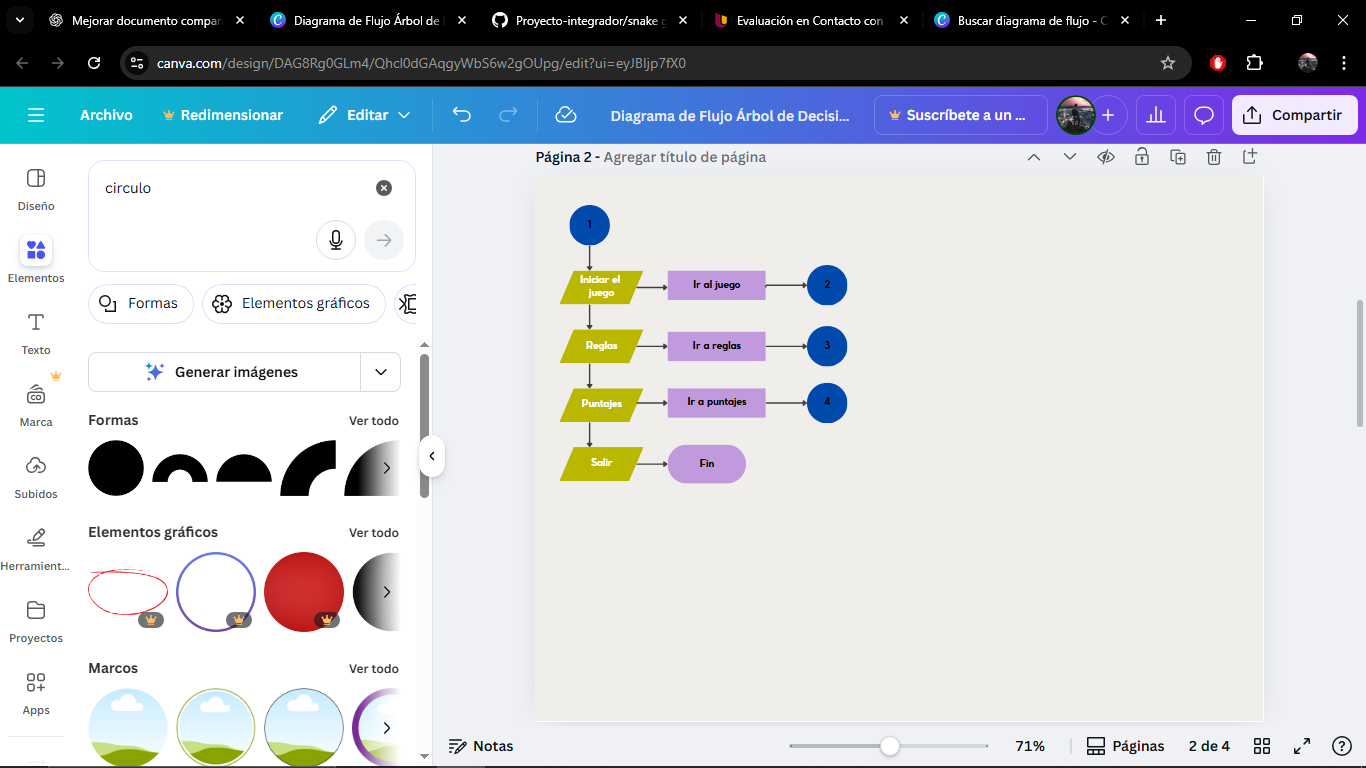 Mejorar documento compar
Diagrama de Flujo Árbol de
Proyecto-integrador/snake g
Evaluación en Contacto con
Buscar diagrama de flujo - C
canva.com/design/DAG8Rg0GLm4/Qhcl0dGAqgyWbS6w2gOUpg/edit?ui=eyJBIjp7fX0
Archivo
Redimensionar
Editar
Diagrama de Flujo Árbol de Decisi...
Suscríbete a un ...
Compartir
Diseño
Elementos
Texto
Marca
Subidos
Herramient...
Proyectos
Apps
circulo
Formas
Elementos gráficos
Generar imágenes
Formas
Ver todo
Elementos gráficos
Ver todo
Marcos
Ver todo
Página 2 - Agregar título de página
1
Iniciar el
juego
Ir al juego
2
Reglas
Ir a reglas
3
Puntajes
Ir a puntajes
4
Salir
Fin
Notas
71%
Páginas
2 de 4